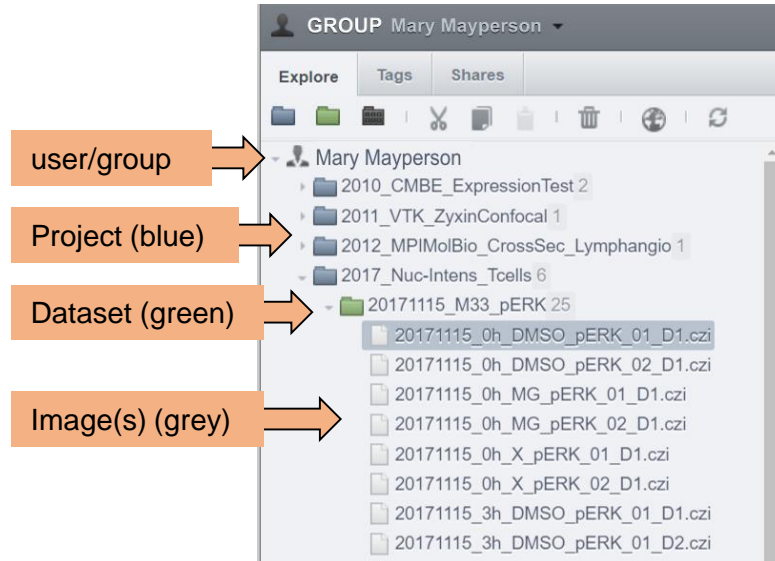 GROUP Mary Mayperson
Explore Tags Shares
user/group
Mary Mayperson
2010_CMBE_ExpressionTest 2
2011_VTK_ZyxinConfocal 1
Project (blue)
2012_MPIMolBio_CrossSec_Lymphangio 1
2017_Nuc-Intens_Tcells 6
Dataset (green)
20171115_M33_pERK 25
20171115_0h_DMSO_pERK_01_D1.czi
20171115_0h_DMSO_pERK_02_D1.czi
20171115_0h_MG_pERK_01_D1.czi
Image(s) (grey)
20171115_0h_MG_pERK_02_D1.czi
20171115_0h_X_pERK_01_D1.czi
20171115_0h_X_pERK_02_D1.czi
20171115_3h_DMSO_pERK_01_D1.czi
20171115_3h_DMSO_pERK_01_D2.czi